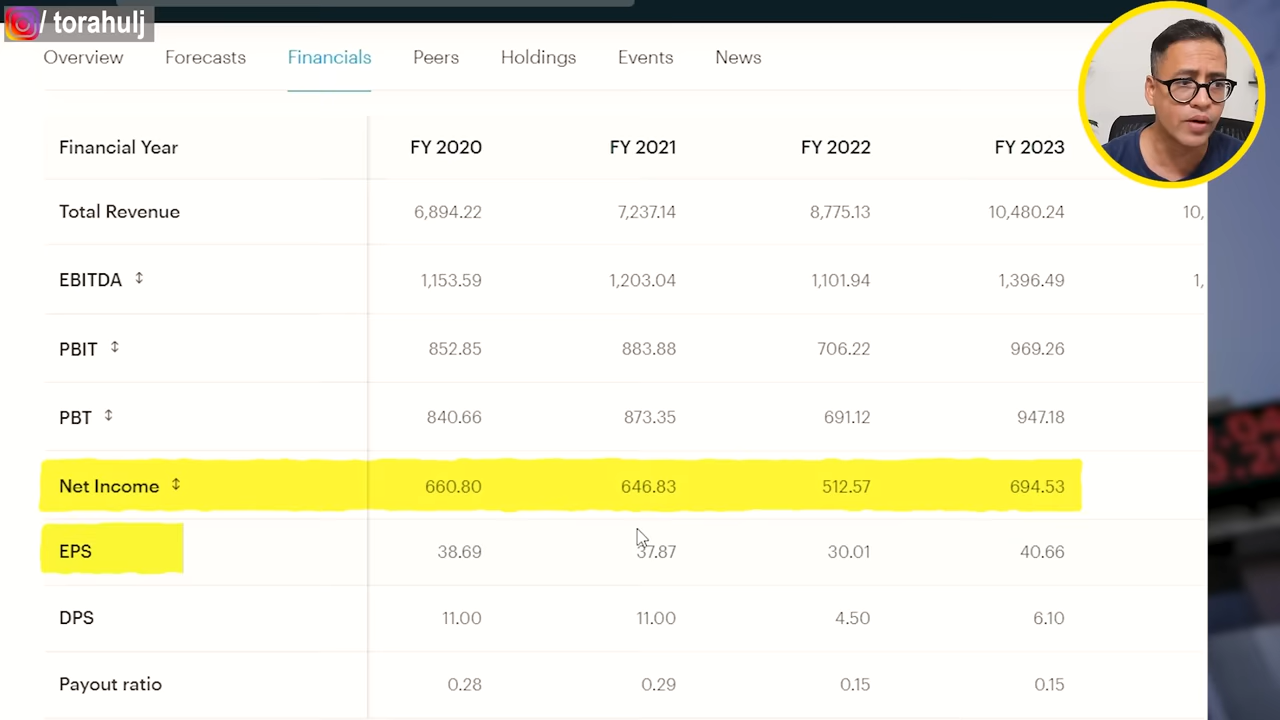 / torahulj
Overview Forecasts Financials Peers Holdings Events News
Financial Year FY 2020 FY 2021 FY 2022 FY 2023
Total Revenue 6,894.22 7,237.14 8,775.13 10,480.24 10,
EBITDA 1,153.59 1,203.04 1,101.94 1,396.49 1,
PBIT 852.85 883.88 706.22 969.26
PBT 840.66 873.35 691.12 947.18
Net Income 660.80 646.83 512.57 694.53
EPS 38.69 37.87 30.01 40.66
DPS 11.00 11.00 4.50 6.10
Payout ratio 0.28 0.29 0.15 0.15